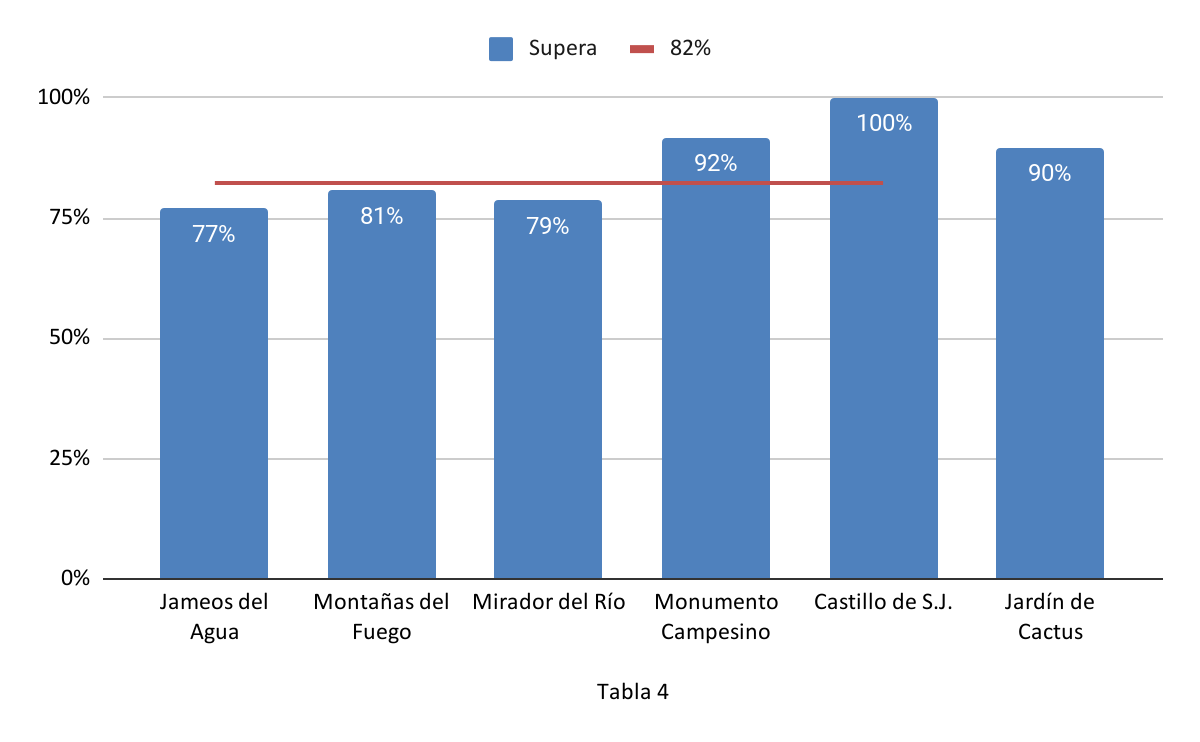 Supera
82%
100%
75%
50%
25%
0%
77%
81%
79%
92%
100%
90%
Jameos del
Agua
Montañas del
Fuego
Mirador del Río
Monumento
Campesino
Castillo de S.J.
Jardín de
Cactus
Tabla 4